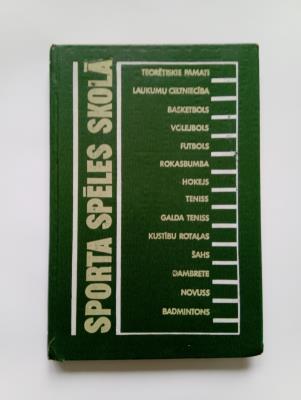 SPORTA SPĒLES SKOLĀ
TEORĒTISKIE PAMATI
LAUKUMU CELTNIECĪBA
BASKETBOLS
VOLEJBOLS
FUTBOLS
ROKASBUMBA
HOKEJS
TENISS
GALDA TENISS
KUSTĪBU ROTAĻAS
ŠAHS
DAMBRETE
NOVUSS
BADMINTONS